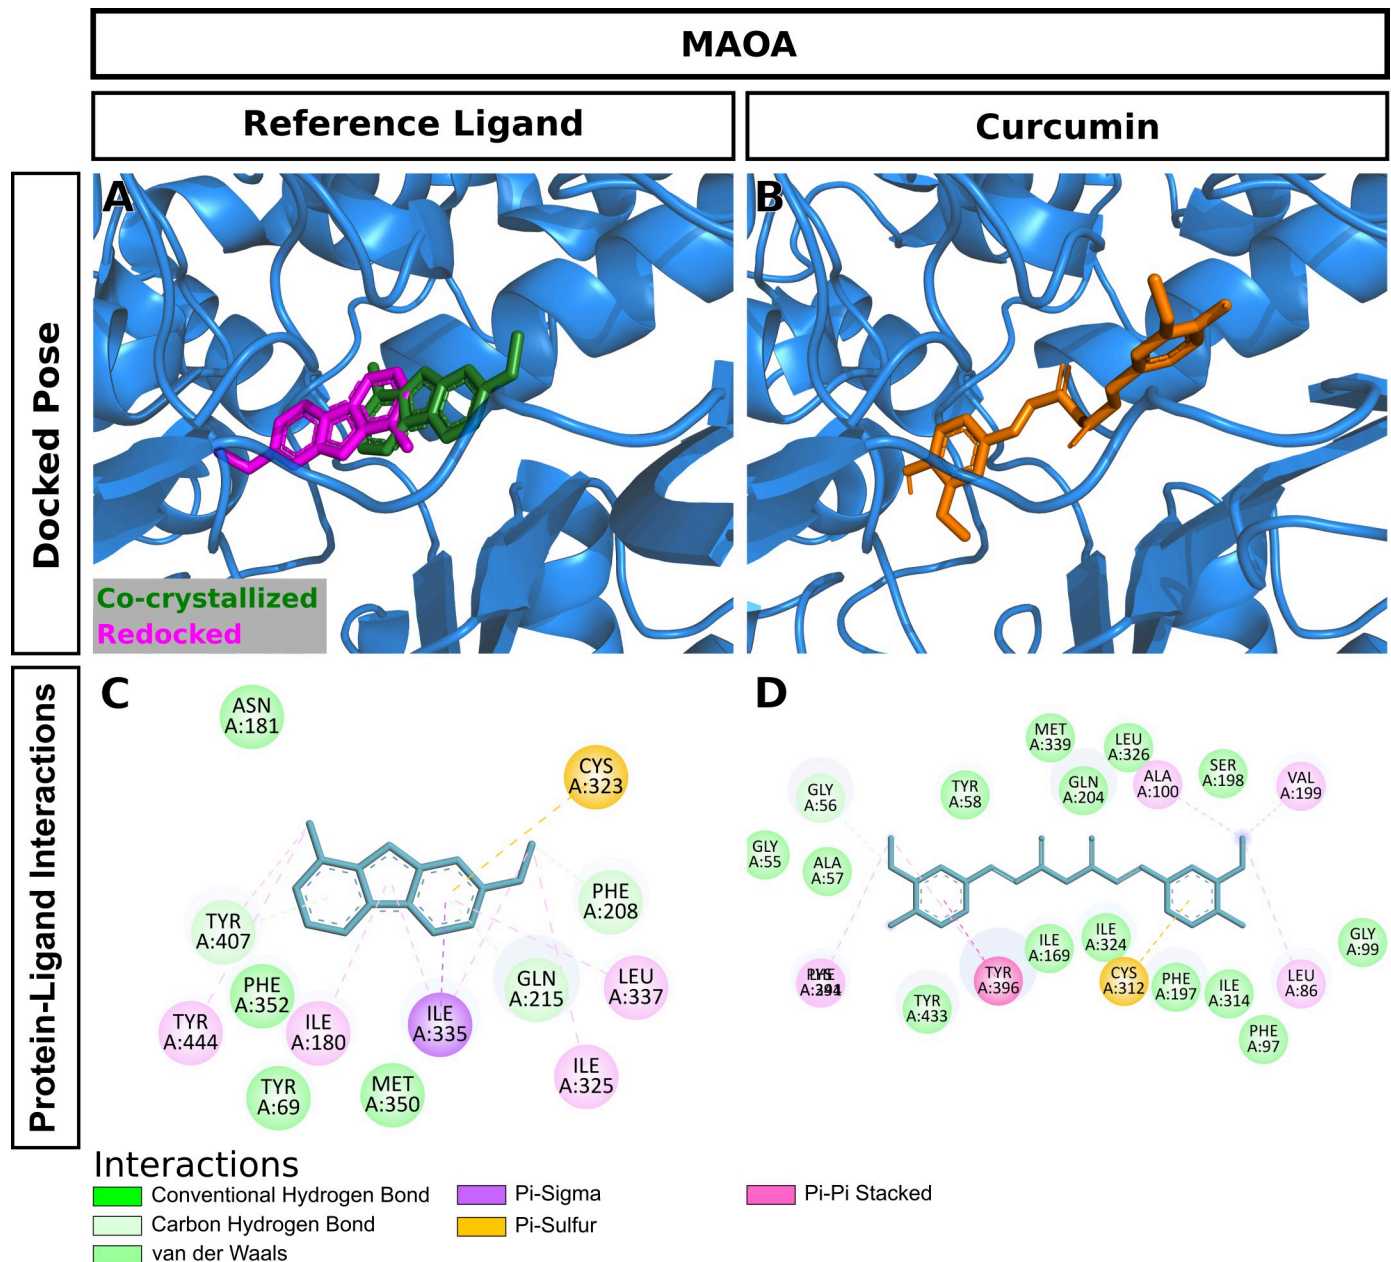 MAOA
Reference Ligand
Curcumin
Docked Pose
A
Co-crystallized
Redocked
B
Protein-Ligand Interactions
C
ASN
A:181
CYS
A:323
TYR
A:407
PHE
A:208
PHE
A:352
GLN
A:215
LEU
A:337
TYR
A:444
ILE
A:180
ILE
A:335
ILE
A:325
TYR
A:69
MET
A:350
D
MET
A:339
LEU
A:326
GLY
A:56
TYR
A:58
GLN
A:204
ALA
A:100
SER
A:198
VAL
A:199
GLY
A:55
ALA
A:57
ILE
A:169
ILE
A:324
GLY
A:99
TYR
A:433
TYR
A:396
CYS
A:312
PHE
A:197
ILE
A:314
LEU
A:86
PHE
A:97
Interactions
Conventional Hydrogen Bond
Carbon Hydrogen Bond
van der Waals
Pi-Sigma
Pi-Sulfur
Pi-Pi Stacked